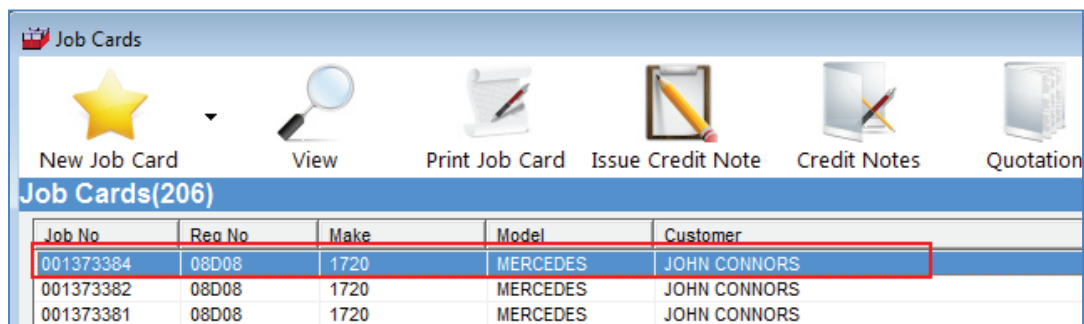 Job Cards
New Job Card View Print Job Card Issue Credit Note Credit Notes Quotation
Job Cards(206)
Job No Reg No Make Model Customer
001373384 08D08 1720 MERCEDES JOHN CONNORS
001373382 08D08 1720 MERCEDES JOHN CONNORS
001373381 08D08 1720 MERCEDES JOHN CONNORS